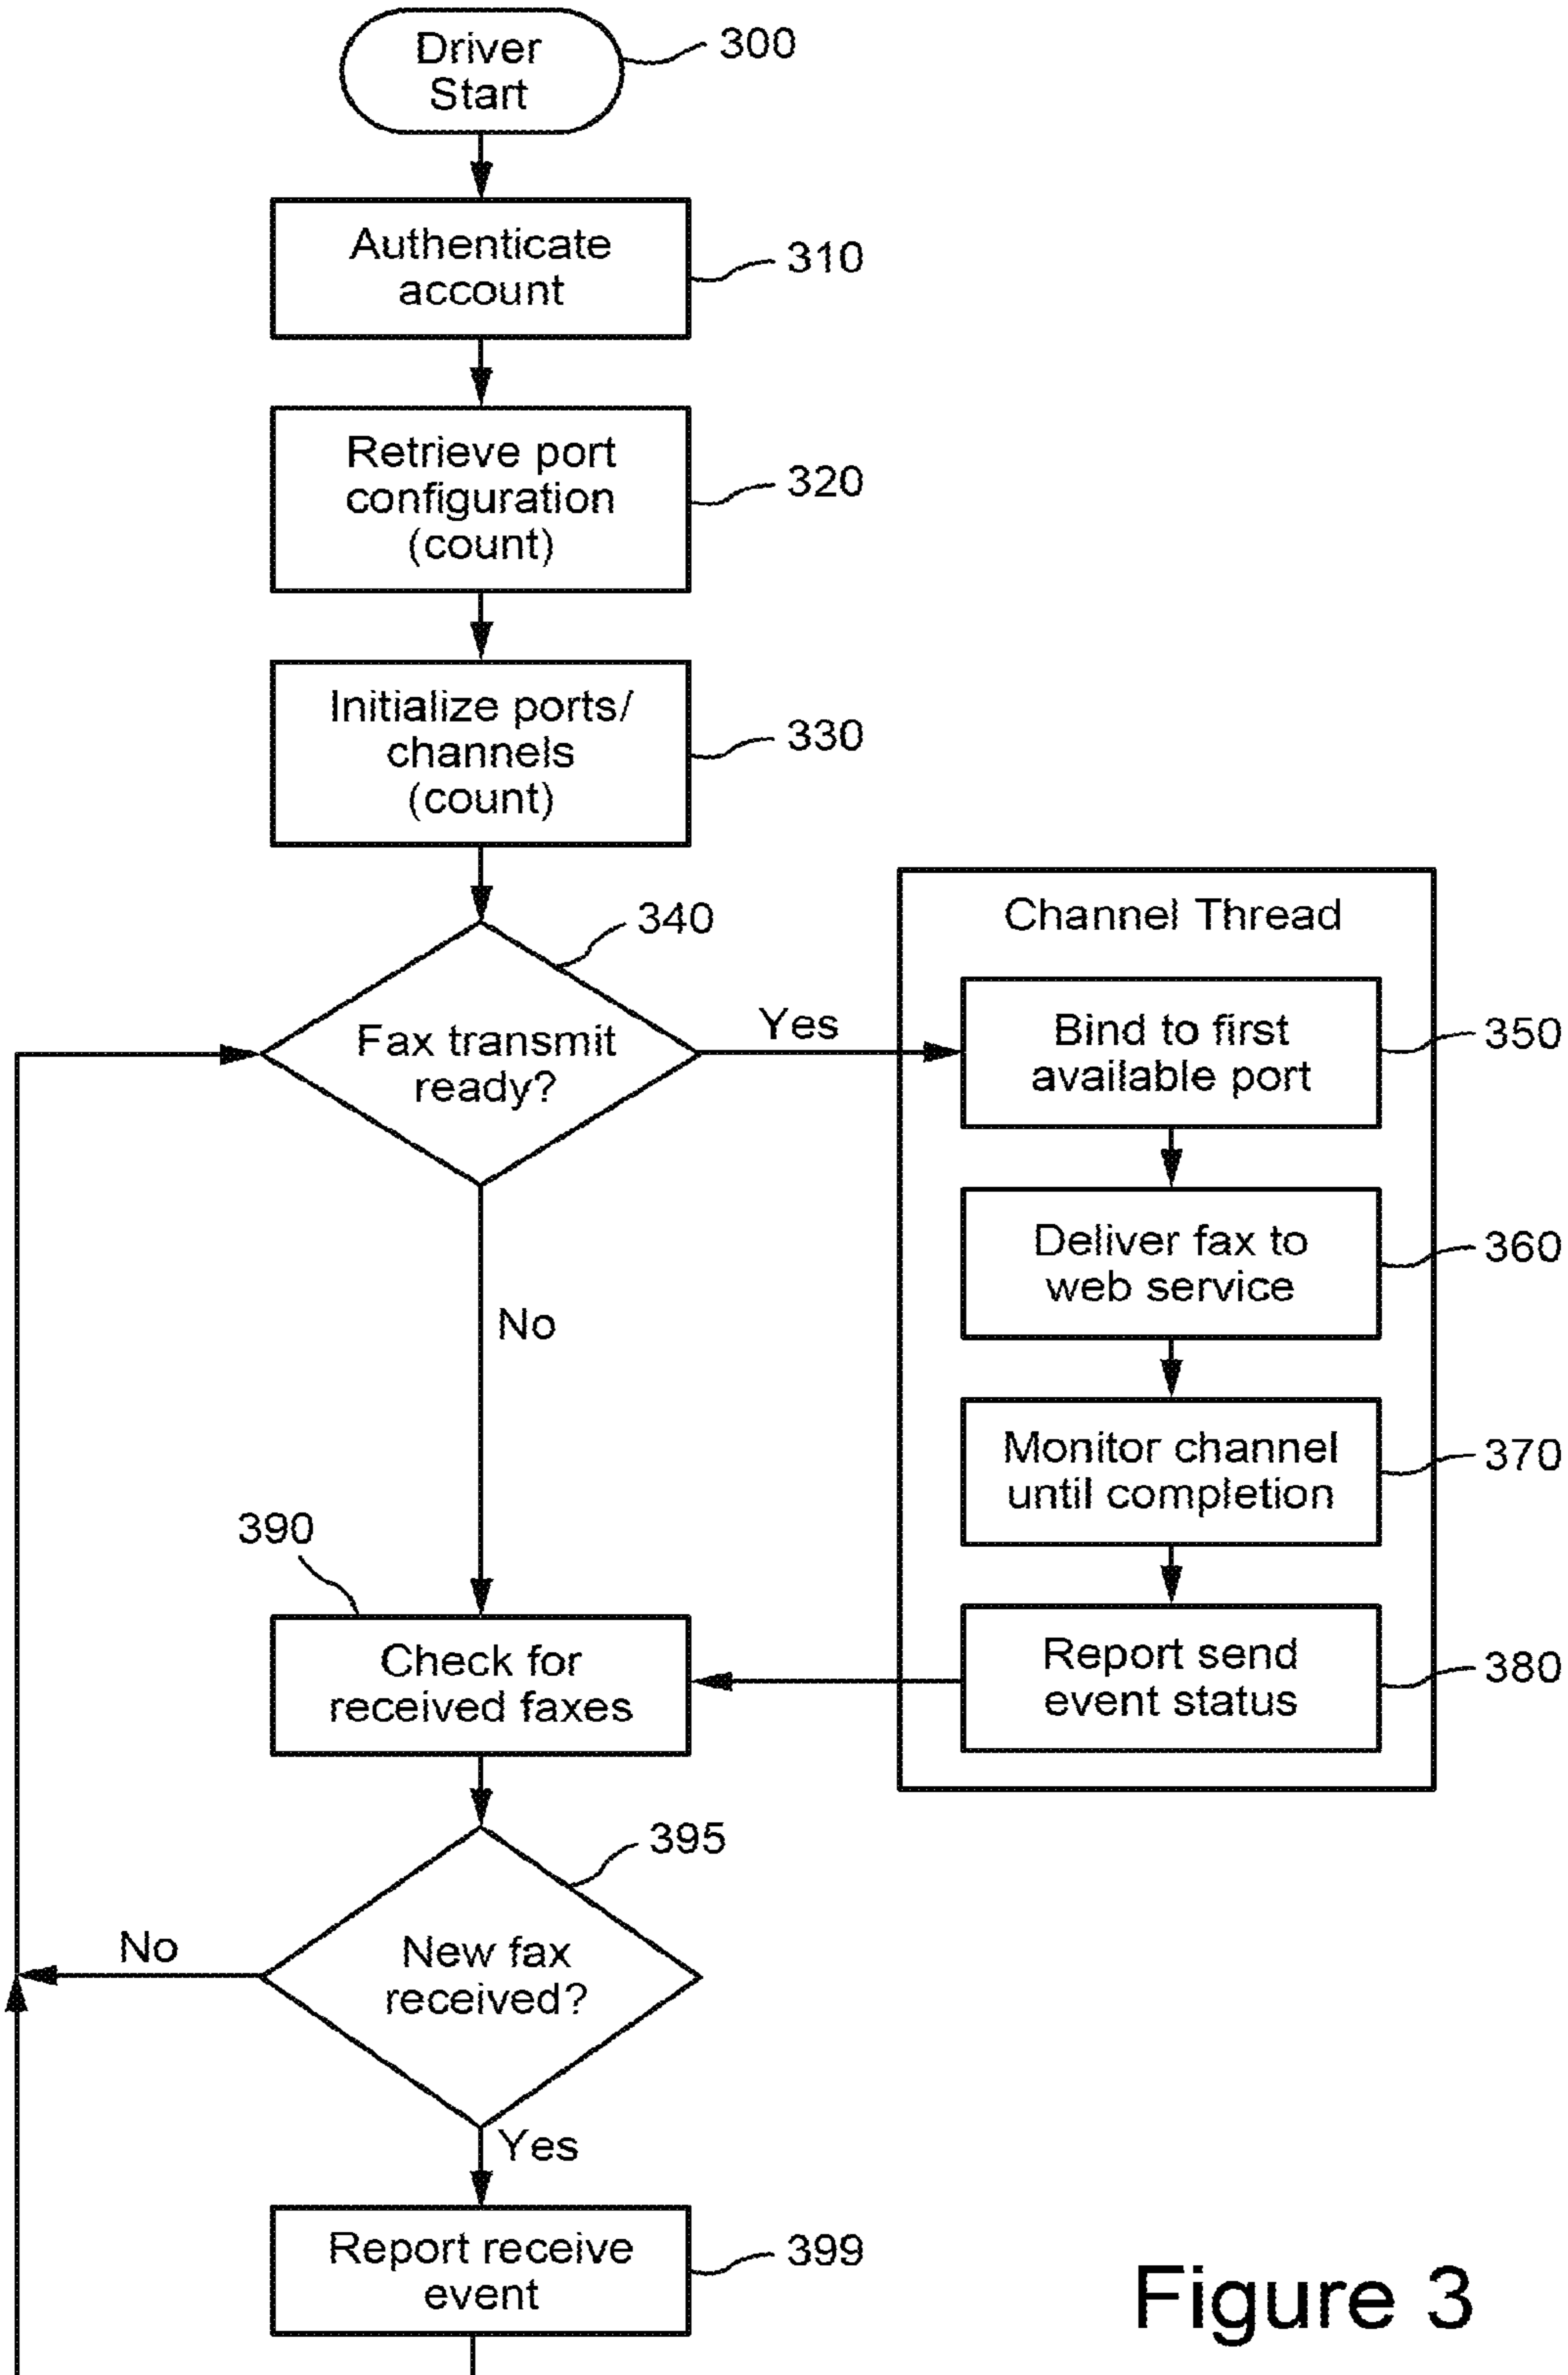 Driver
Start
300
Authenticate
account
310
Retrieve port
configuration
(count)
320
Initialize ports/
channels
(count)
330
340
Fax transmit
ready?
Yes
No
Channel Thread
Bind to first
available port
350
Deliver fax to
web service
360
Monitor channel
until completion
370
Report send
event status
380
390
Check for
received faxes
395
New fax
received?
No
Yes
Report receive
event
399
Figure 3